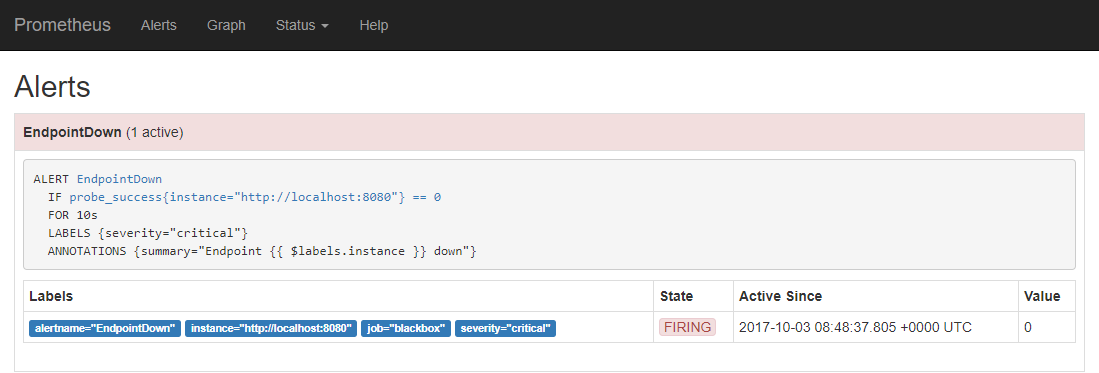 Prometheus Alerts Graph Status Help
Alerts
EndpointDown (1 active)
ALERT EndpointDown
  IF probe_success{instance="http://localhost:8080"} == 0
  FOR 10s
  LABELS {severity="critical"}
  ANNOTATIONS {summary="Endpoint {{ $labels.instance }} down"}
Labels State Active Since Value
alertname="EndpointDown" instance="http://localhost:8080" job="blackbox" severity="critical" FIRING 2017-10-03 08:48:37.805 +0000 UTC 0